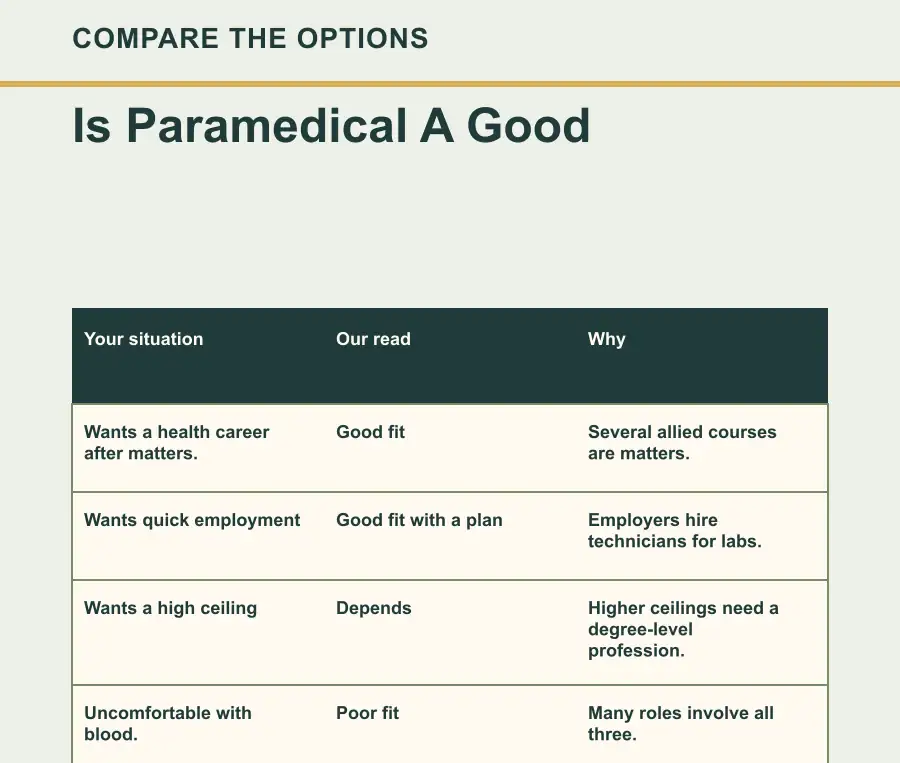 COMPARE THE OPTIONS
Is Paramedical A Good
Your situation
Our read
Why
Wants a health career
after matters.
Good fit
Several allied courses
are matters.
Wants quick employment
Good fit with a plan
Employers hire
technicians for labs.
Wants a high ceiling
Depends
Higher ceilings need a
degree-level
profession.
Uncomfortable with
blood.
Poor fit
Many roles involve all
three.